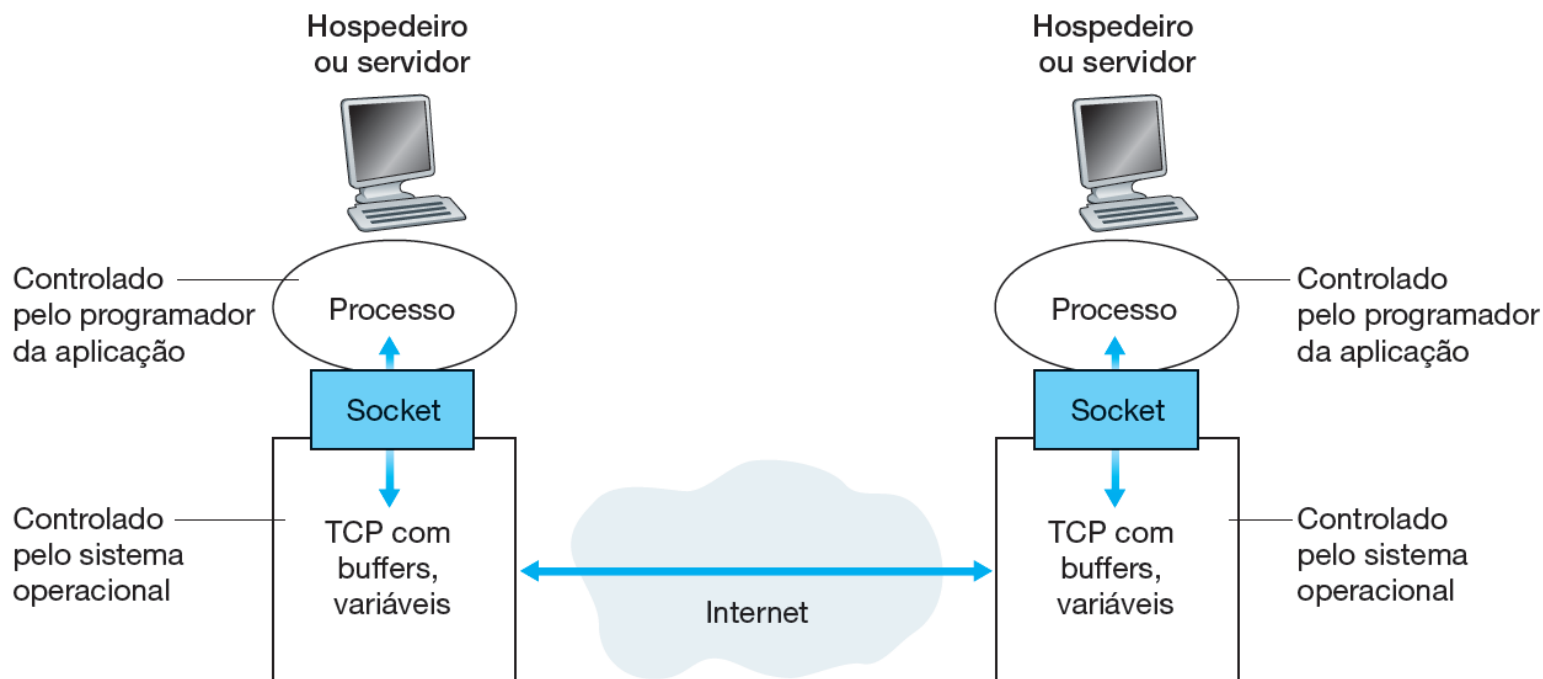 Hospedeiro
ou servidor
Hospedeiro
ou servidor
Controlado
pelo programador
da aplicação
Processo
Processo
Controlado
pelo programador
da aplicação
Socket
Socket
Controlado
pelo sistema
operacional
TCP com
buffers,
variáveis
Internet
TCP com
buffers,
variáveis
Controlado
pelo sistema
operacional